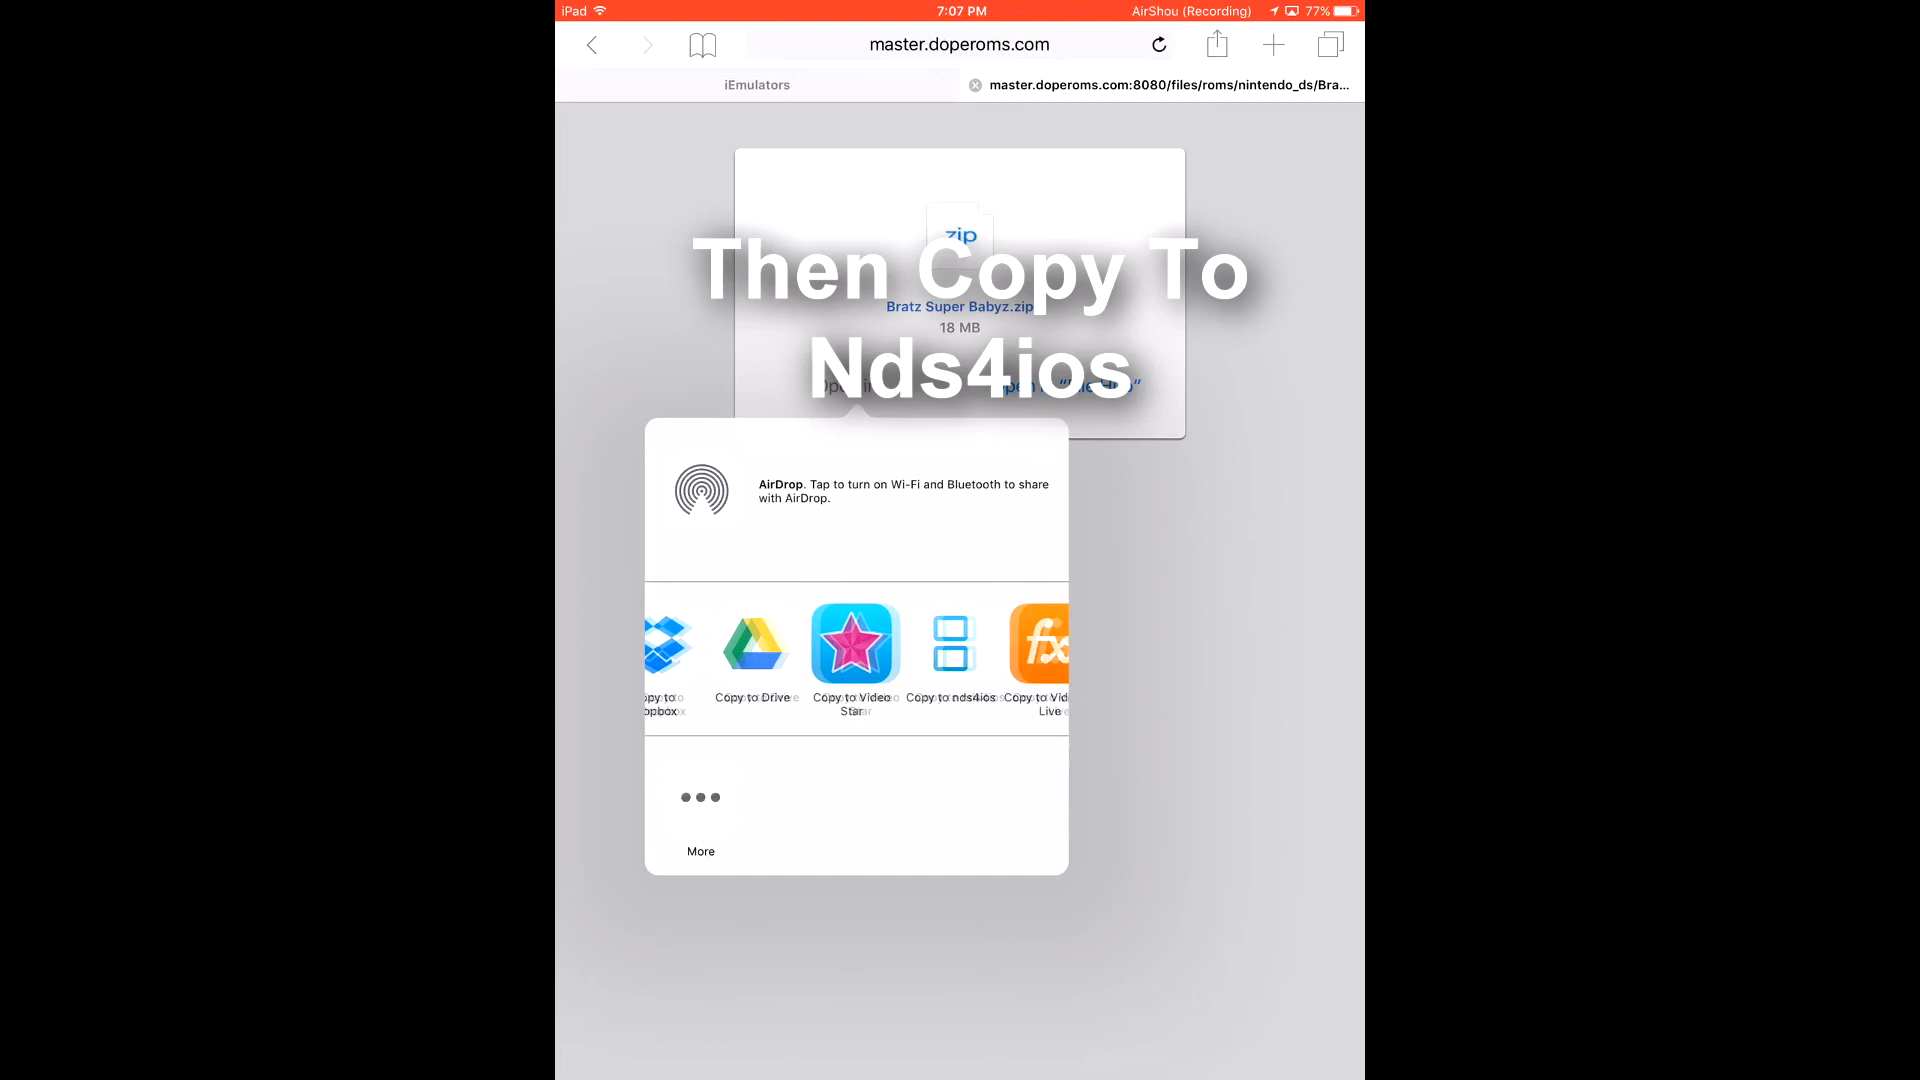 iPad
7:07 PM
AirShou (Recording)
77%
master.doperoms.com
iEmulators
master.doperoms.com:8080/files/roms/nintendo_ds/Bra...
zip
Then Copy To
Bratz Super Babyz.zip
18 MB
Nds4ios
AirDrop. Tap to turn on Wi-Fi and Bluetooth to share
with AirDrop.
fx
Copy to Drive
Copy to Video
Star
Copy to nds4ios
Live
More